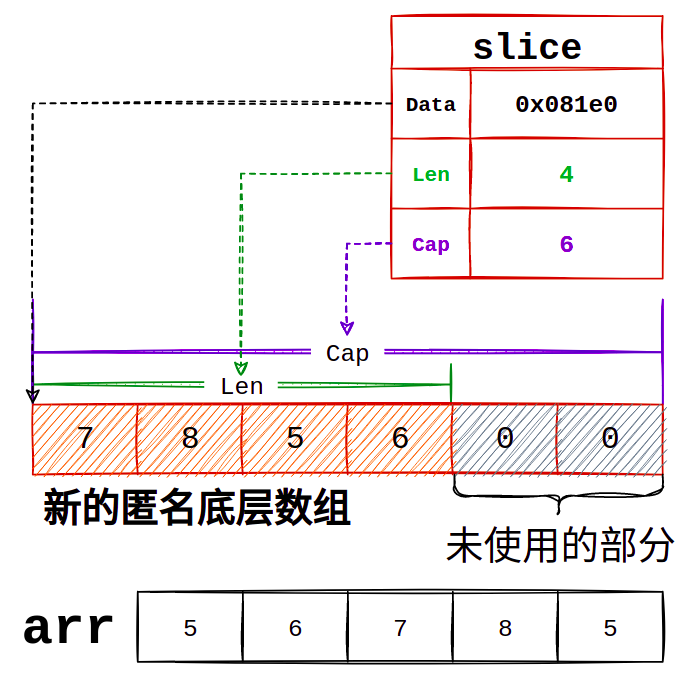 slice
Data 0x081e0
Len 4
Cap 6
Cap
Len
7 8 5 6 0 0
新的匿名底层数组
未使用的部分
arr 5 6 7 8 5